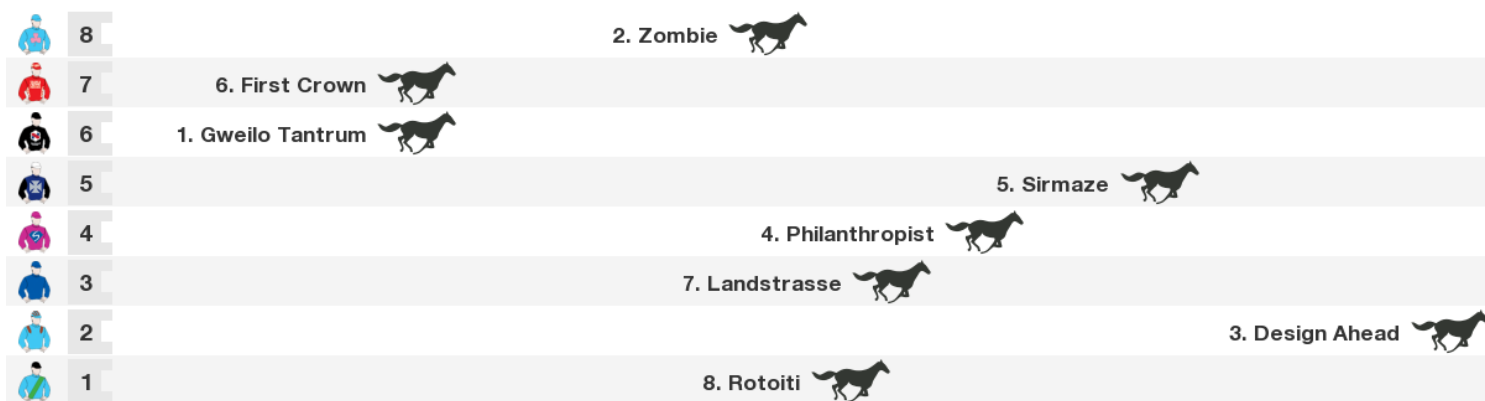 8 2. Zombie
7 6. First Crown
6 1. Gweilo Tantrum
5 5. Sirmaze
4 4. Philanthropist
3 7. Landstrasse
2 3. Design Ahead
1 8. Rotoiti